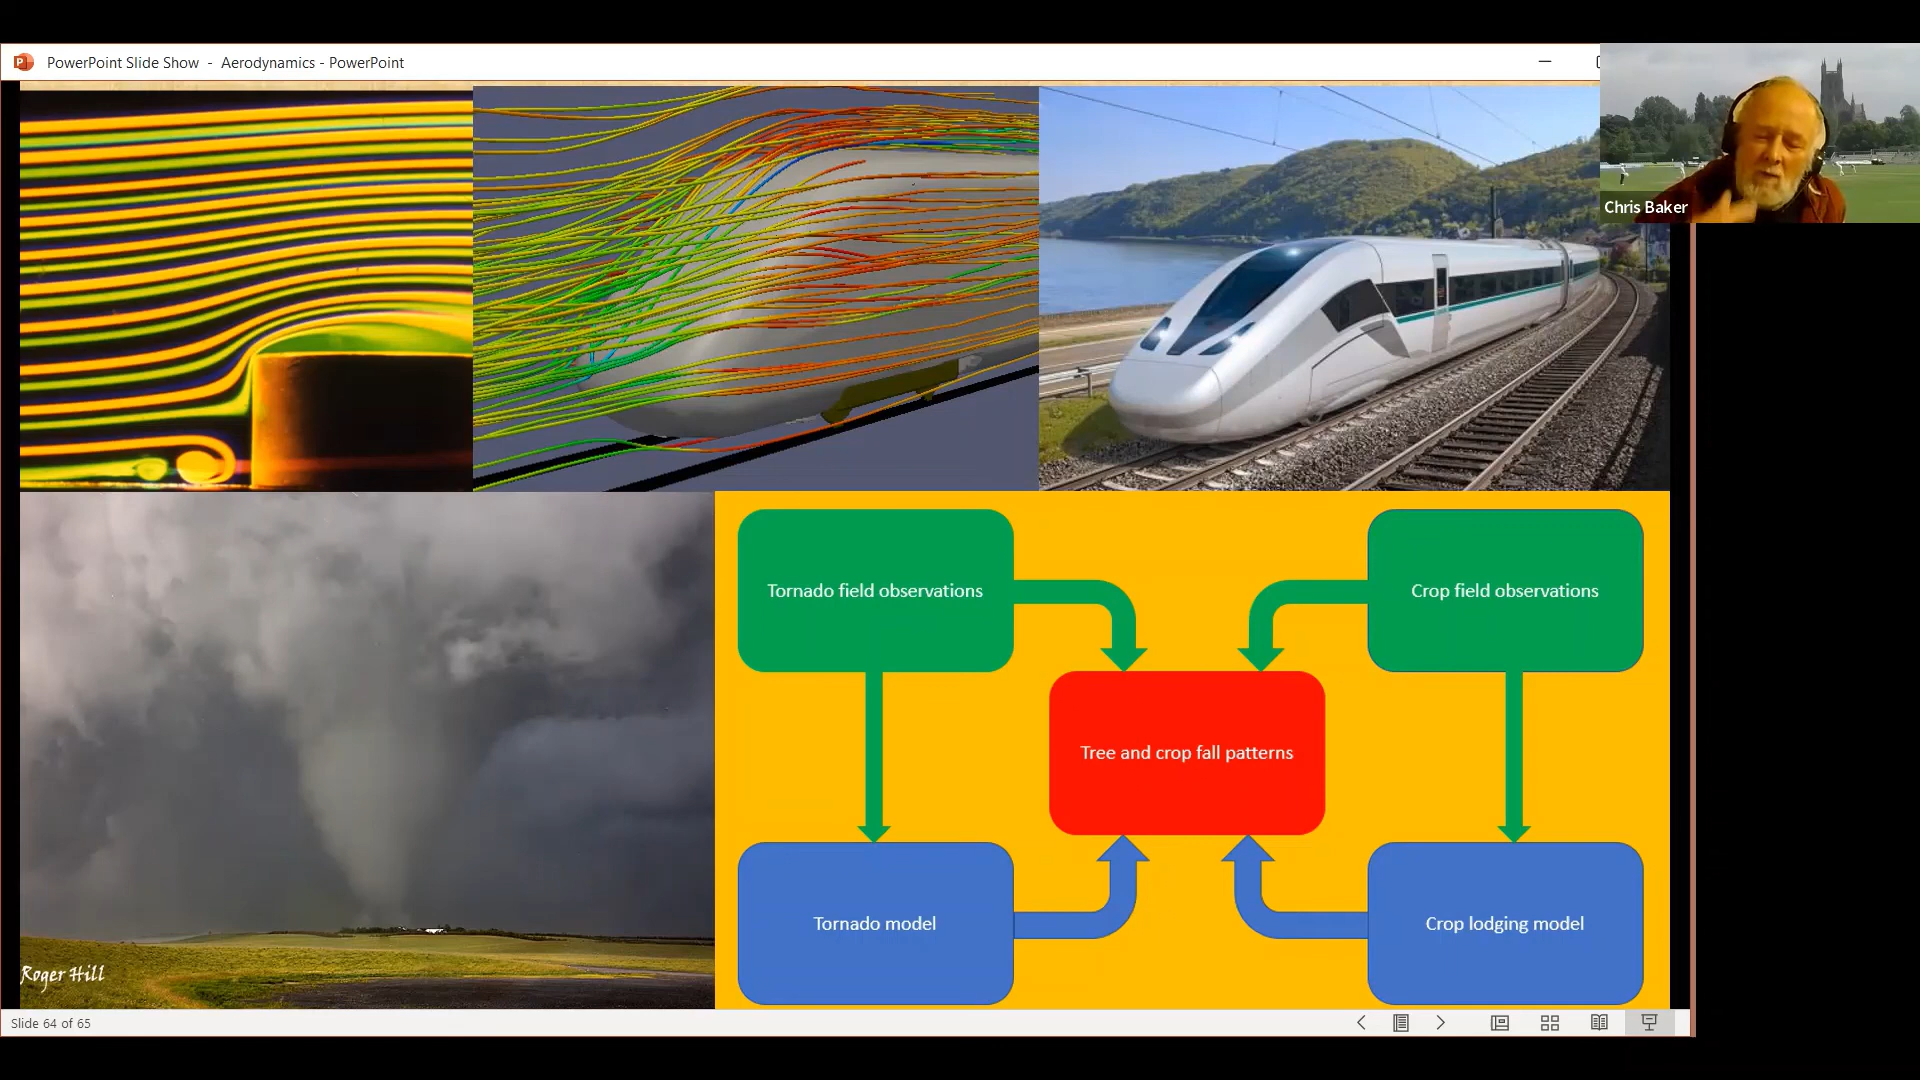 PowerPoint Slide Show - Aerodynamics - PowerPoint
Chris Baker
Tornado field observations
Crop field observations
Tree and crop fall patterns
Tornado model
Crop lodging model
Roger Hill
Slide 64 of 65